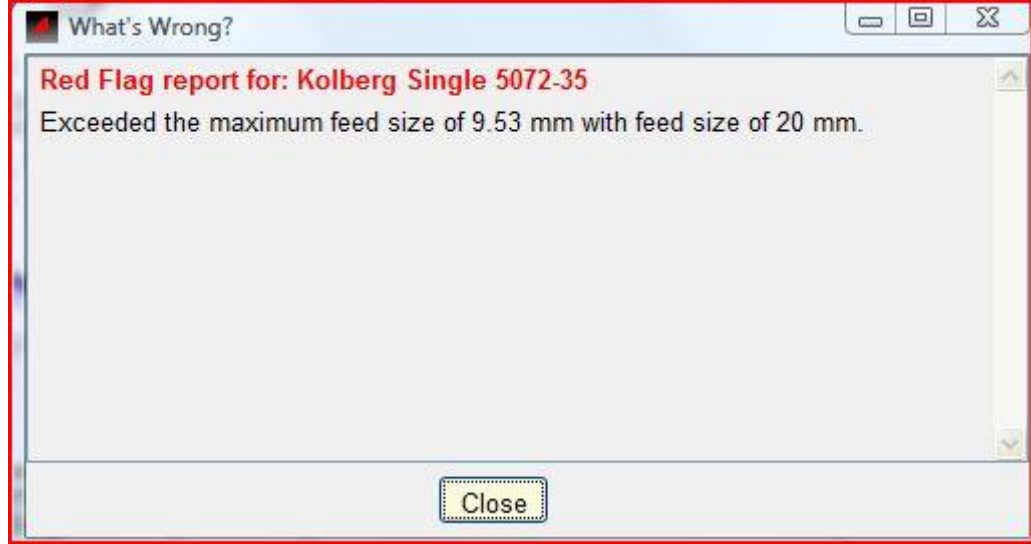 What's Wrong?
Red Flag report for: Kolberg Single 5072-35
Exceeded the maximum feed size of 9.53 mm with feed size of 20 mm.
Close